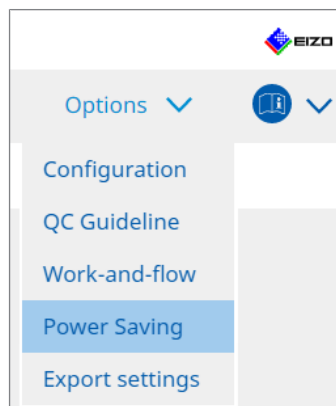 EIZO
Options
Configuration
QC Guideline
Work-and-flow
Power Saving
Export settings